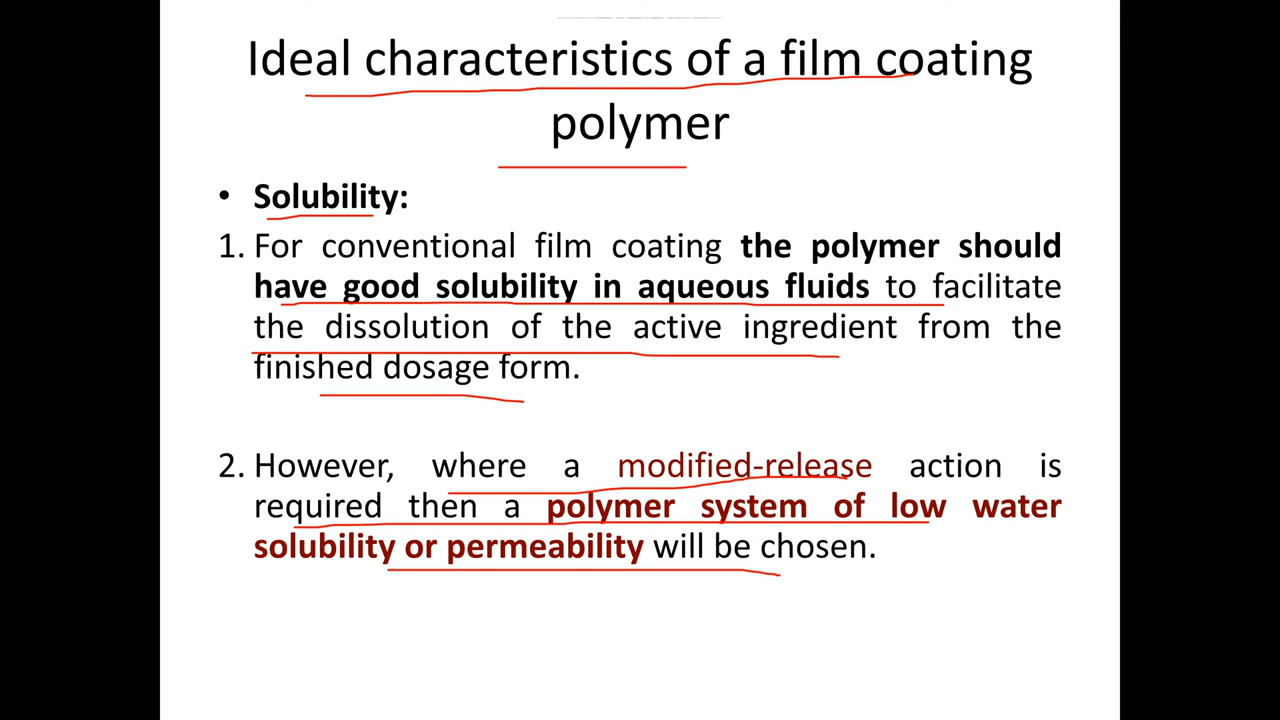 Ideal characteristics of a film coating
polymer
• Solubility:
1. For conventional film coating the polymer should
have good solubility in aqueous fluids to facilitate
the dissolution of the active ingredient from the
finished dosage form.
2. However, where a modified-release action is
required then a polymer system of low water
solubility or permeability will be chosen.